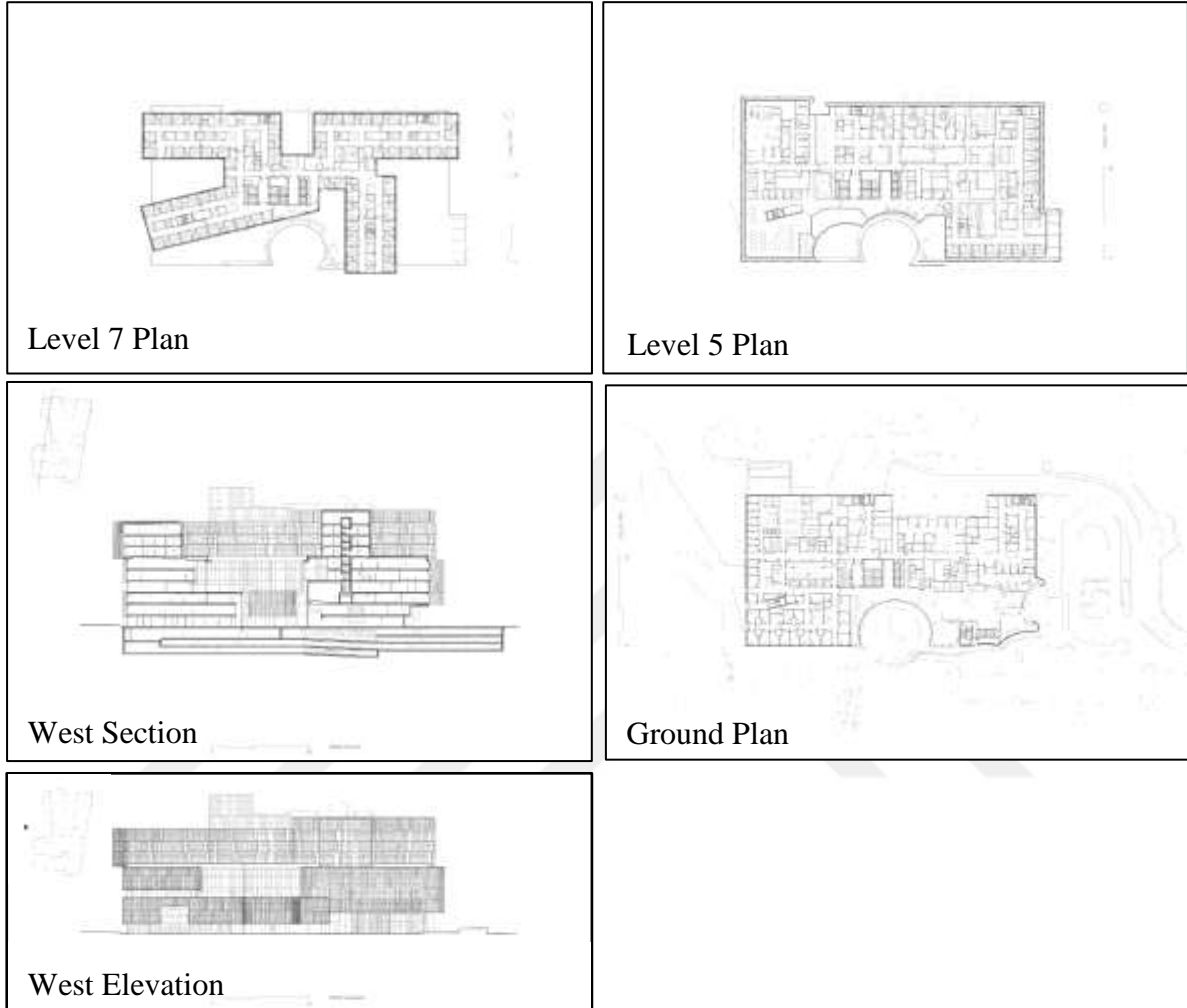 Level 7 Plan
Level 5 Plan
West Section
Ground Plan
West Elevation